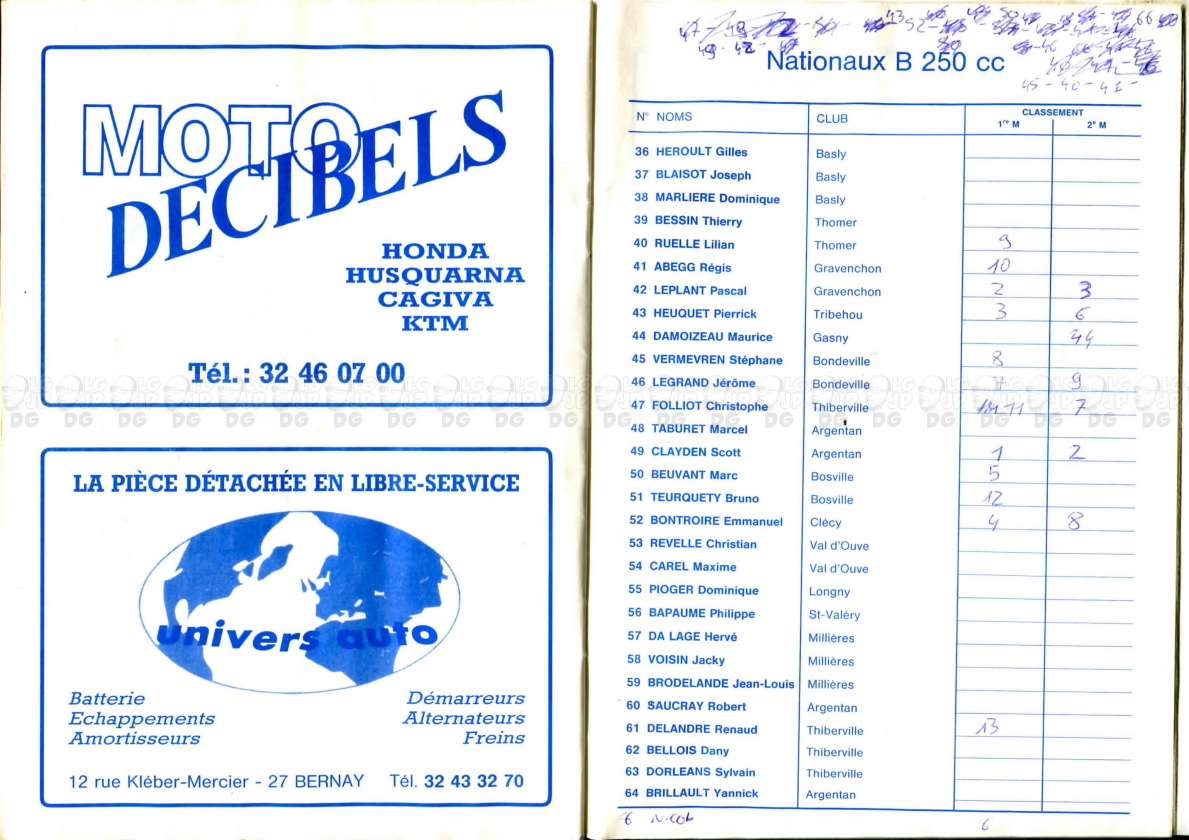 MOTO
DECIBELS
HONDA
HUSQUARNA
CAGIVA
KTM
Tél. : 32 46 07 00
LA PIÈCE DÉTACHÉE EN LIBRE-SERVICE
univers auto
Batterie Démarreurs
Echappements Alternateurs
Amortisseurs Freins
12 rue Kléber-Mercier - 27 BERNAY Tél. 32 43 32 70
45 - 40 - 41 -
Nationaux B 250 cc
N° NOMS CLUB CLASSEMENT
1re M 2e M
36 HEROULT Gilles Basly
37 BLAISOT Joseph Basly
38 MARLIERE Dominique Basly
39 BESSIN Thierry Thomer
40 RUELLE Lilian Thomer 9
41 ABEGG Régis Gravenchon 10
42 LEPLANT Pascal Gravenchon 2 3
43 HEUQUET Pierrick Tribehou 3 6
44 DAMOIZEAU Maurice Gasny 44
45 VERMEVREN Stéphane Bondeville 8
46 LEGRAND Jérôme Bondeville 7 9
47 FOLLIOT Christophe Thiberville 7
48 TABURET Marcel Argentan
49 CLAYDEN Scott Argentan 1 2
50 BEUVANT Marc Bosville 5
51 TEURQUETY Bruno Bosville 12
52 BONTROIRE Emmanuel Clécy 4 8
53 REVELLE Christian Val d'Ouve
54 CAREL Maxime Val d'Ouve
55 PIOGER Dominique Longny
56 BAPAUME Philippe St-Valéry
57 DA LAGE Hervé Millières
58 VOISIN Jacky Millières
59 BRODELANDE Jean-Louis Millières
60 SAUCRAY Robert Argentan
61 DELANDRE Renaud Thiberville 13
62 BELLOIS Dany Thiberville
63 DORLEANS Sylvain Thiberville
64 BRILLAULT Yannick Argentan
6